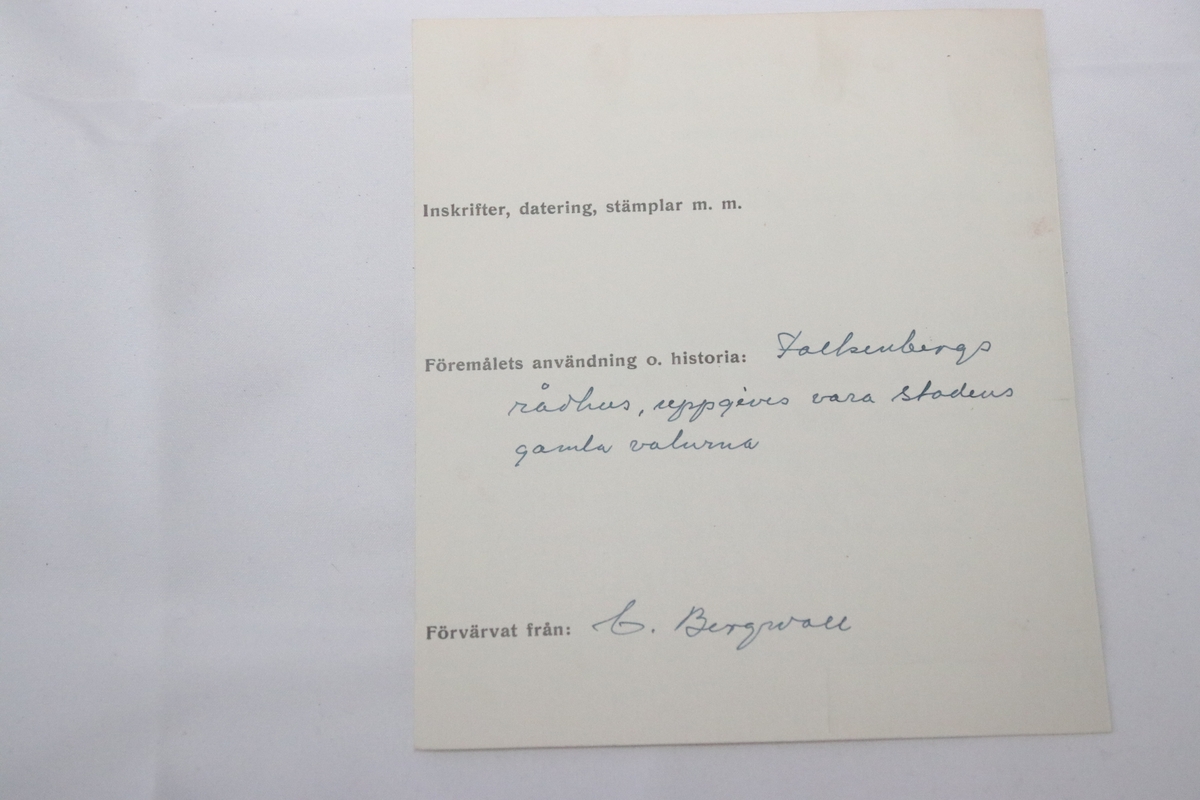 Inskrifter, datering, stämplar m. m.
Föremålets användning o. historia: Falkenbergs
rådhus, uppgives vara stadens
gamla valurna
Förvärvat från: C. Bergwall